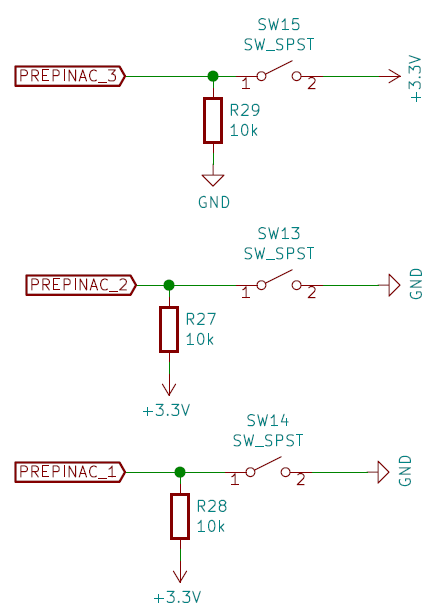 SW15
SW_SPST
PREPINAC_3
1
2
+3.3V
R29
10k
GND
SW13
SW_SPST
PREPINAC_2
1
2
GND
R27
10k
+3.3V
SW14
SW_SPST
PREPINAC_1
1
2
GND
R28
10k
+3.3V